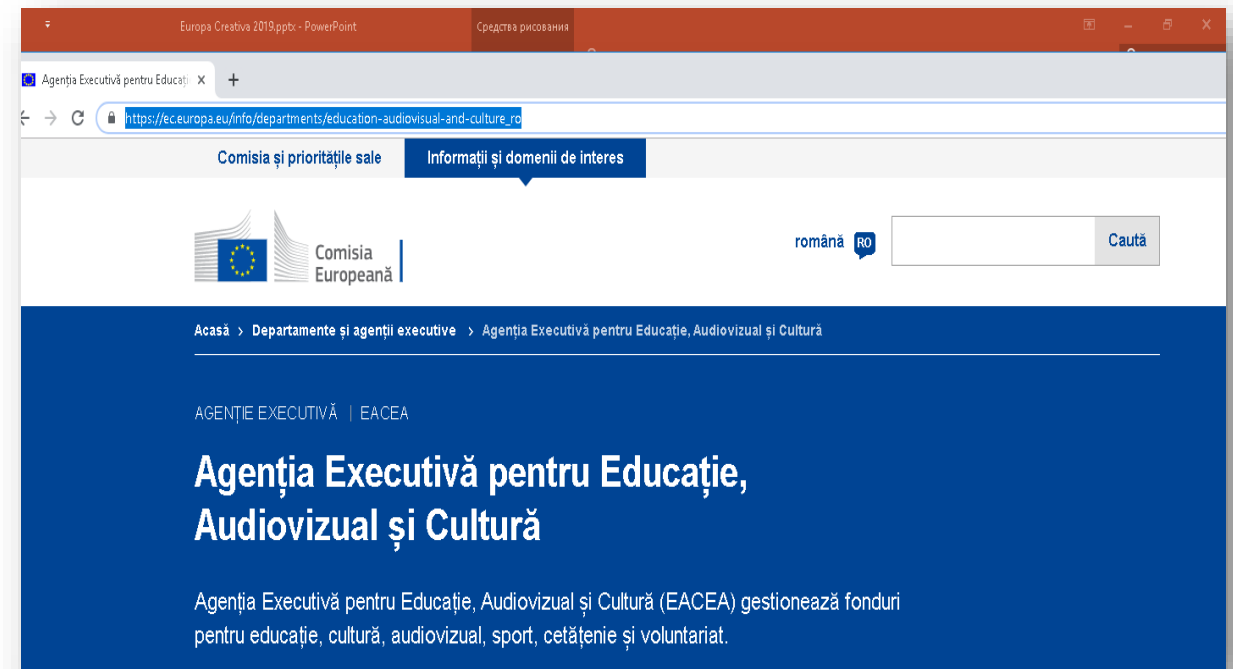 Europa Creativa 2019.pptx - PowerPoint
Средства рисования
Agenția Executivă pentru Educați
https://ec.europa.eu/info/departments/education-audiovisual-and-culture_ro
Comisia și prioritățile sale
Informații și domenii de interes
Comisia
Europeană
română RO
Caută
Acasă > Departamente și agenții executive > Agenția Executivă pentru Educație, Audiovizual și Cultură
AGENȚIE EXECUTIVĂ | EACEA
Agenția Executivă pentru Educație,
Audiovizual și Cultură
Agenția Executivă pentru Educație, Audiovizual și Cultură (EACEA) gestionează fonduri
pentru educație, cultură, audiovizual, sport, cetățenie și voluntariat.